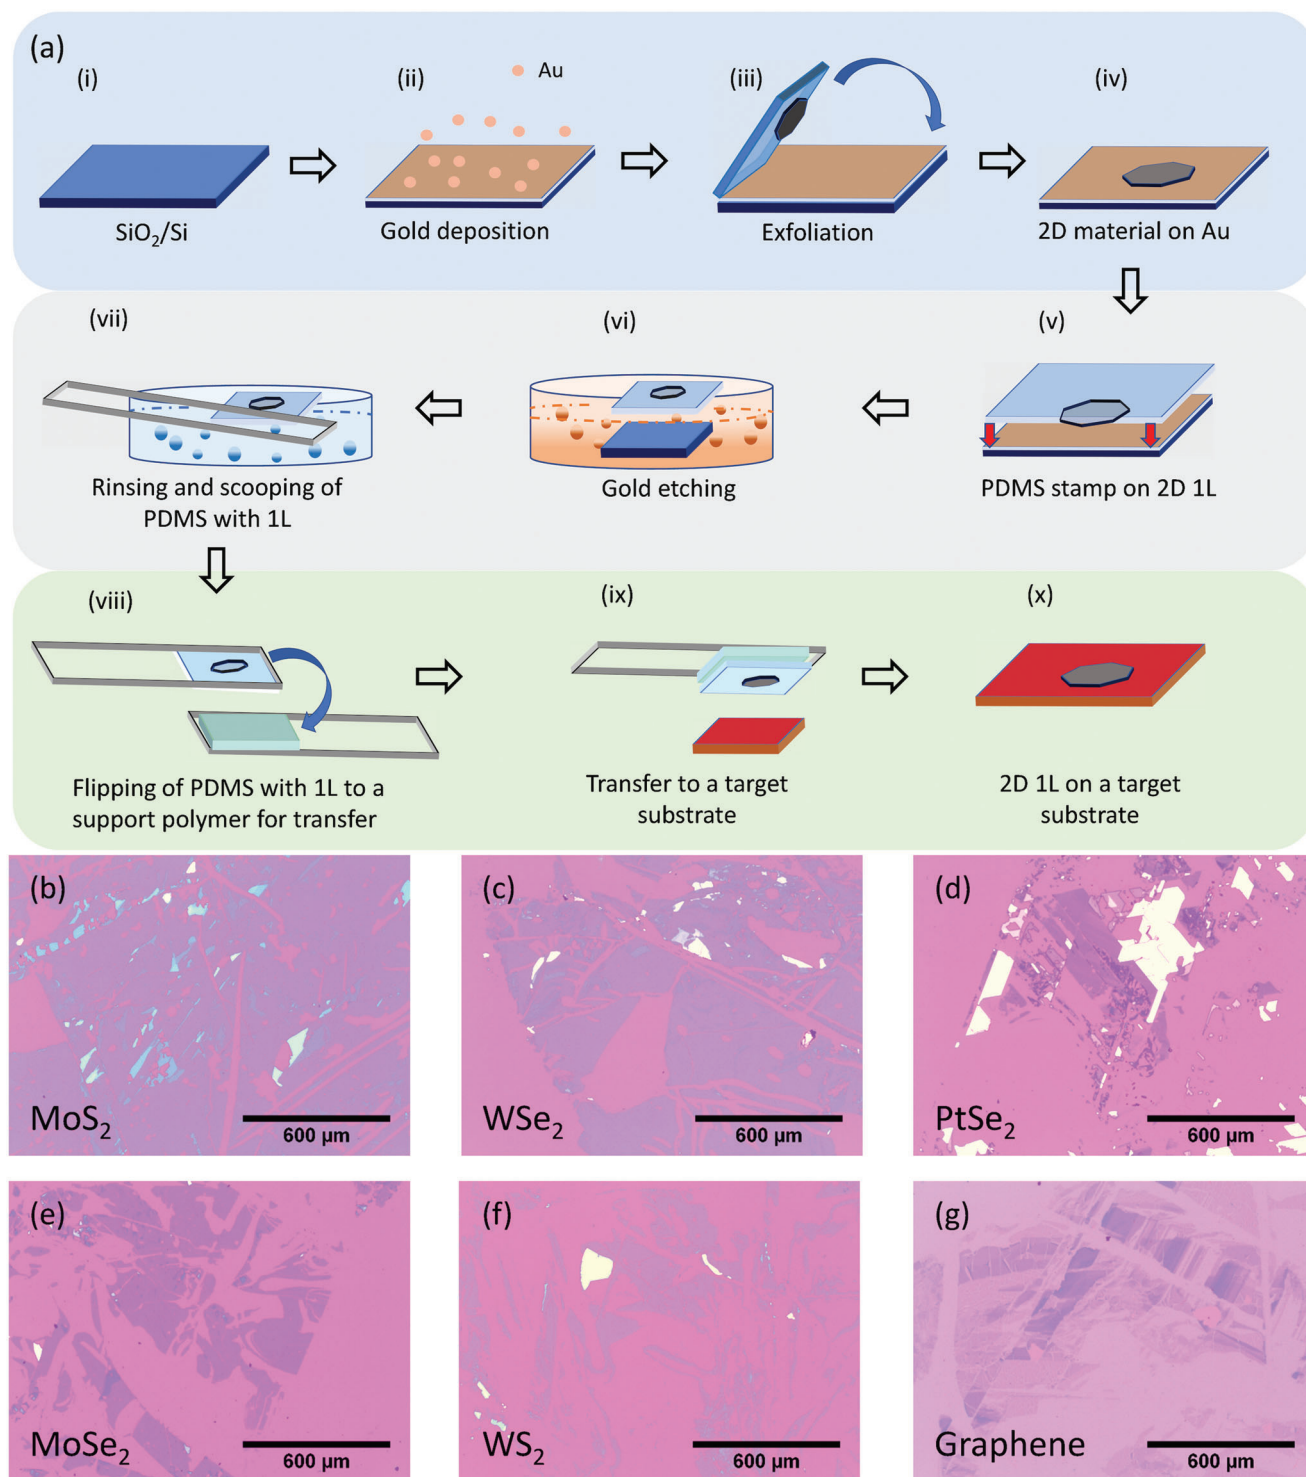 (a)
(i)
(ii)
Au
(iii)
(iv)
SiO₂/Si
Gold deposition
Exfoliation
2D material on Au
(vii)
(vi)
(v)
Rinsing and scooping of
PDMS with 1L
Gold etching
PDMS stamp on 2D 1L
(viii)
(ix)
(x)
Flipping of PDMS with 1L to a
support polymer for transfer
Transfer to a target
substrate
2D 1L on a target
substrate
(b)
MoS₂
600 µm
(c)
WSe₂
600 µm
(d)
PtSe₂
600 µm
(e)
MoSe₂
600 µm
(f)
WS₂
600 µm
(g)
Graphene
600 µm